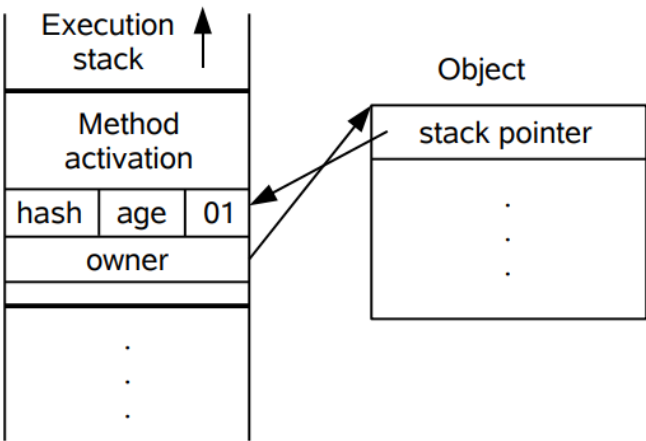 Execution
stack
Object
Method
activation
stack pointer
hash age 01
owner